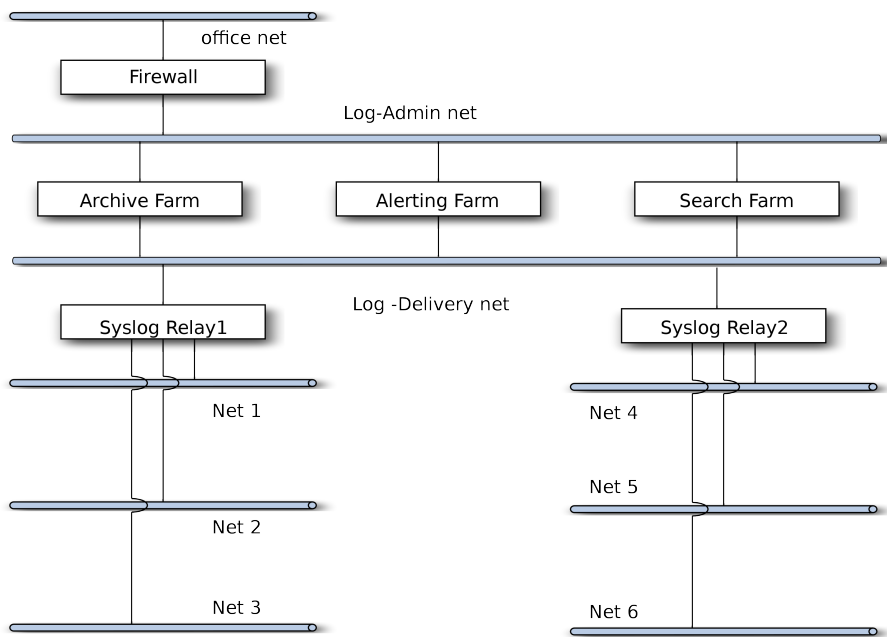 office net
Firewall
Log-Admin net
Archive Farm
Alerting Farm
Search Farm
Log -Delivery net
Syslog Relay1
Syslog Relay2
Net 1
Net 4
Net 5
Net 2
Net 3
Net 6